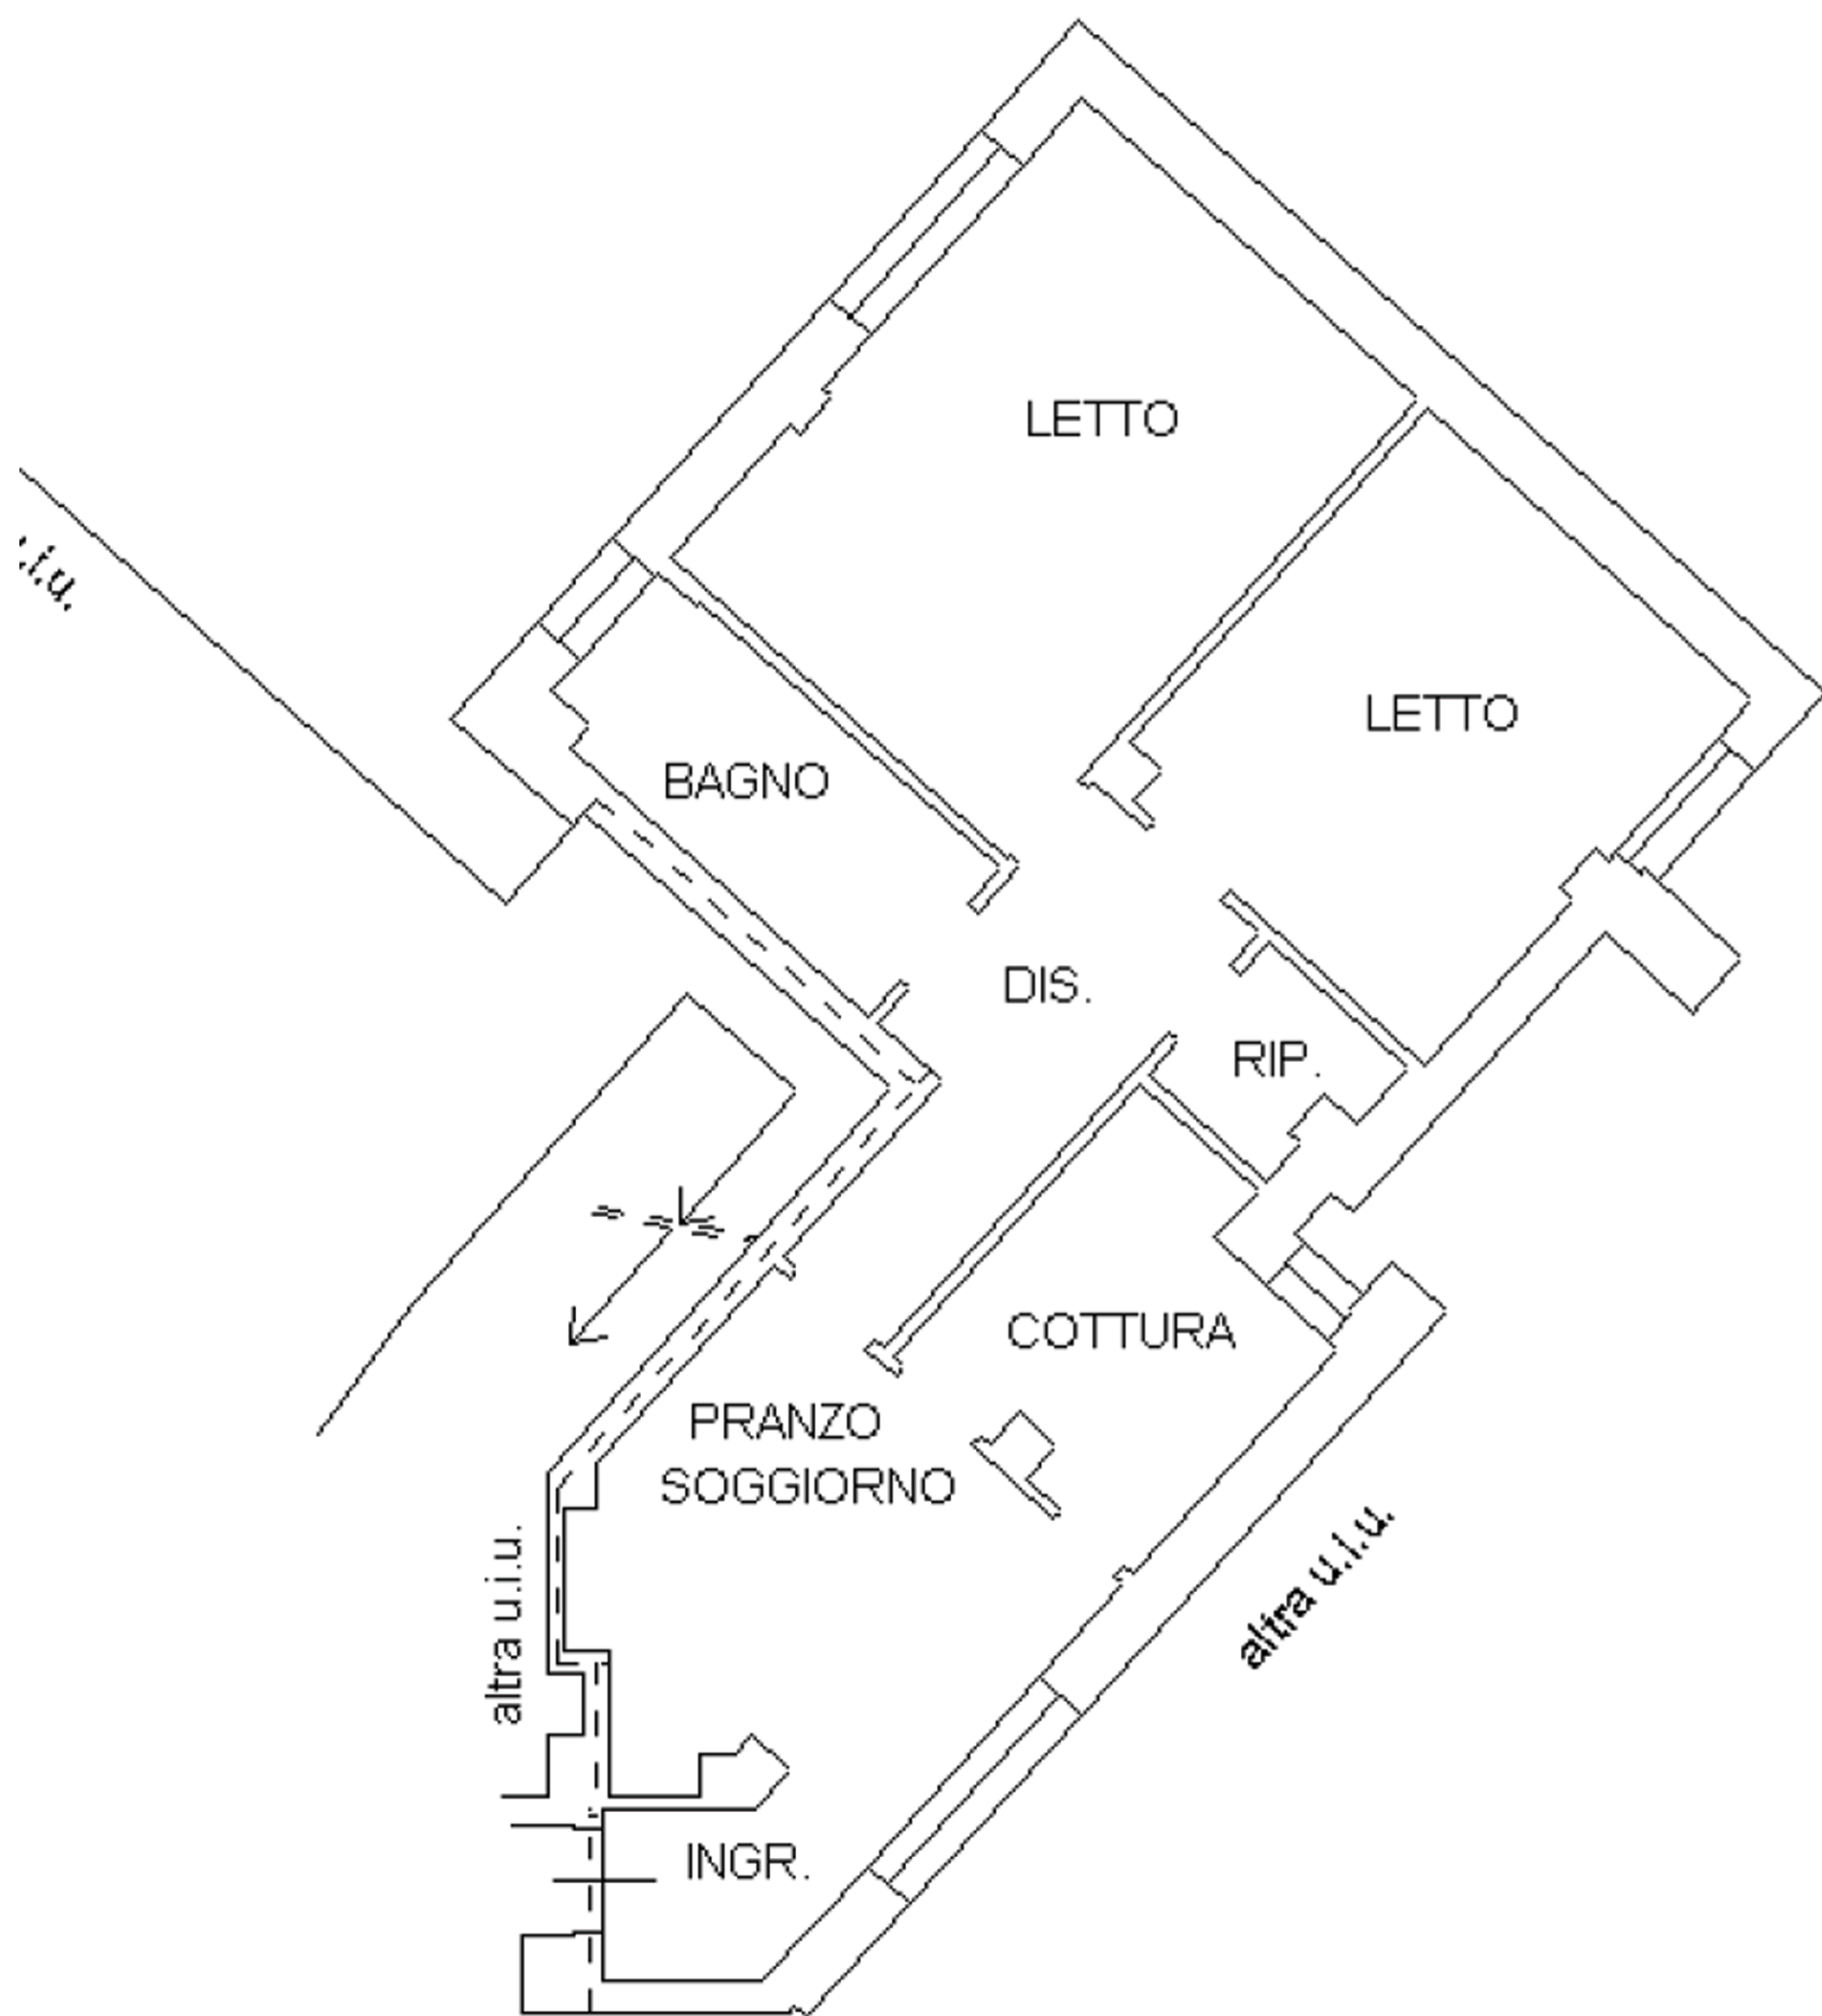 LETTO
.i.u.
LETTO
BAGNO
DIS.
RIP.
COTTURA
PRANZO
SOGGIORNO
altra u.i.u.
altra u.i.u.
INGR.